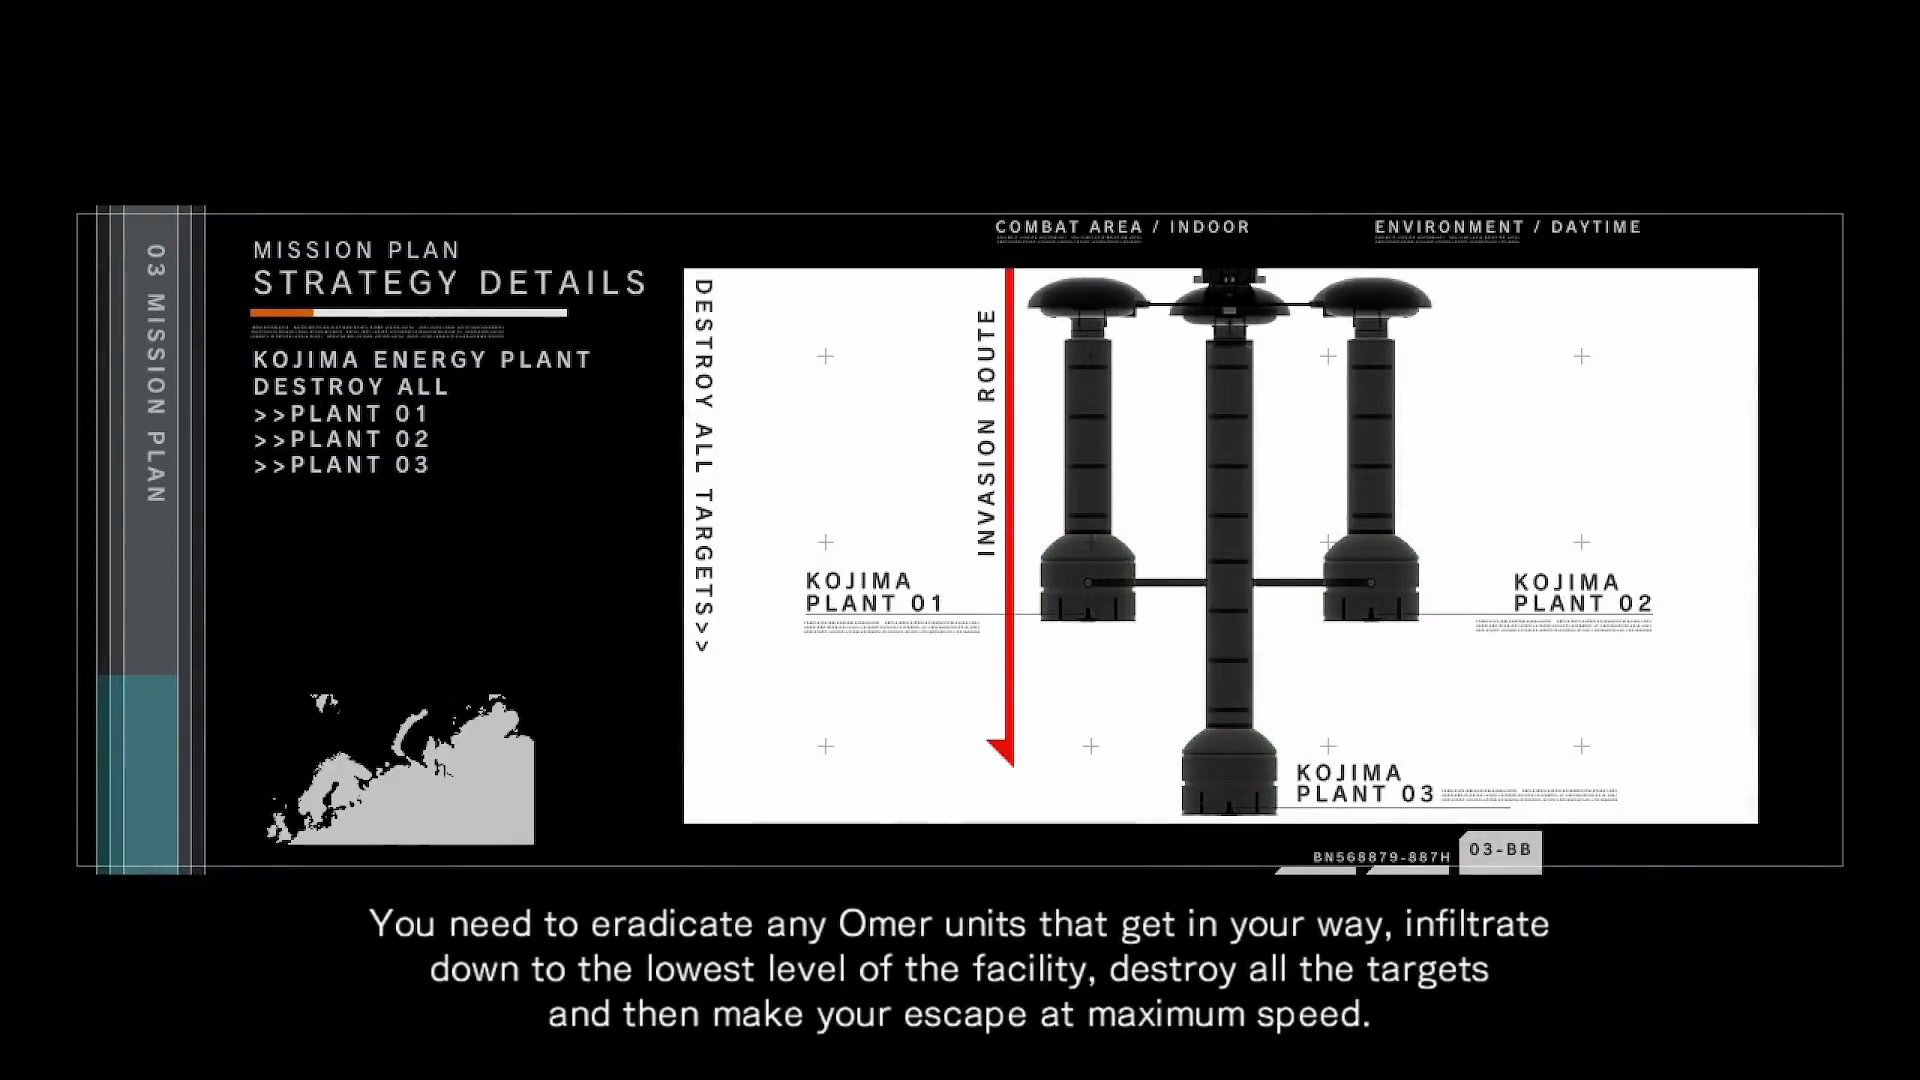 03 MISSION PLAN
MISSION PLAN
STRATEGY DETAILS
KOJIMA ENERGY PLANT
DESTROY ALL
>>PLANT 01
>>PLANT 02
>>PLANT 03
COMBAT AREA / INDOOR
ENVIRONMENT / DAYTIME
DESTROY ALL TARGETS>>
INVASION ROUTE
KOJIMA
PLANT 01
KOJIMA
PLANT 02
KOJIMA
PLANT 03
BN568879-887H
03-BB
You need to eradicate any Omer units that get in your way, infiltrate
down to the lowest level of the facility, destroy all the targets
and then make your escape at maximum speed.